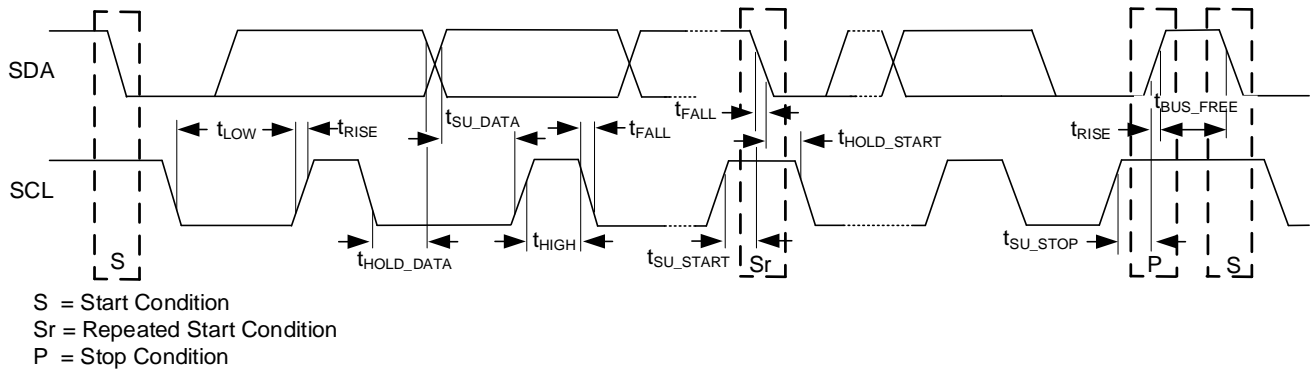 SDA
tLOW
tRISE
tSU_DATA
tFALL
tFALL
tHOLD_START
tRISE
tBUS_FREE
SCL
tHOLD_DATA
tHIGH
tSU_START
tSU_STOP
S
Sr
P
S
S = Start Condition
Sr = Repeated Start Condition
P = Stop Condition